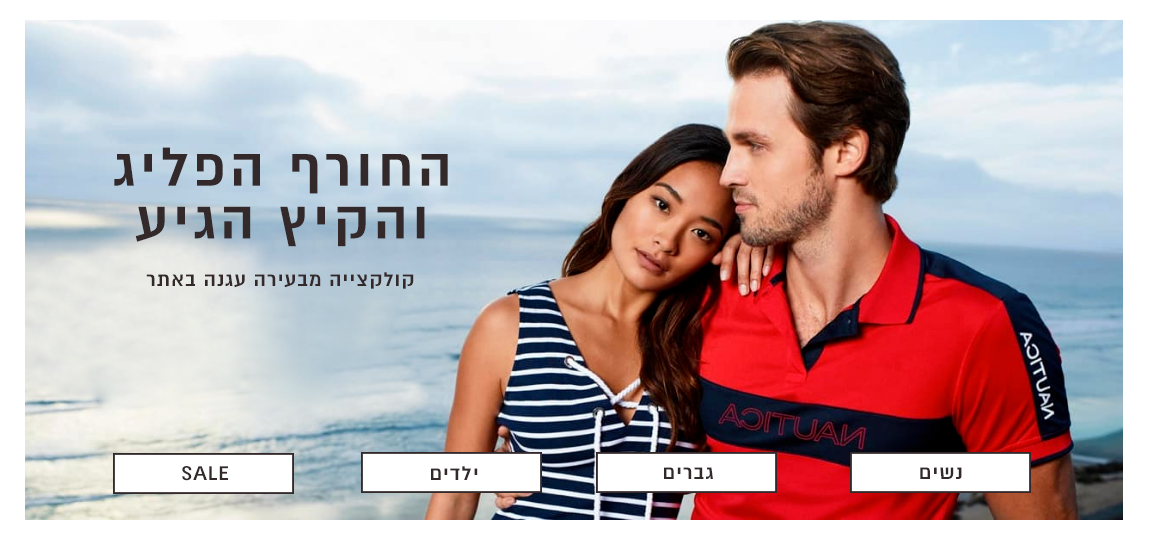 החורף הפליג
והקיץ הגיע
קולקצייה מבעירה עגנה באתר
NAUTICA
NAUTICA
נשים
גברים
ילדים
SALE